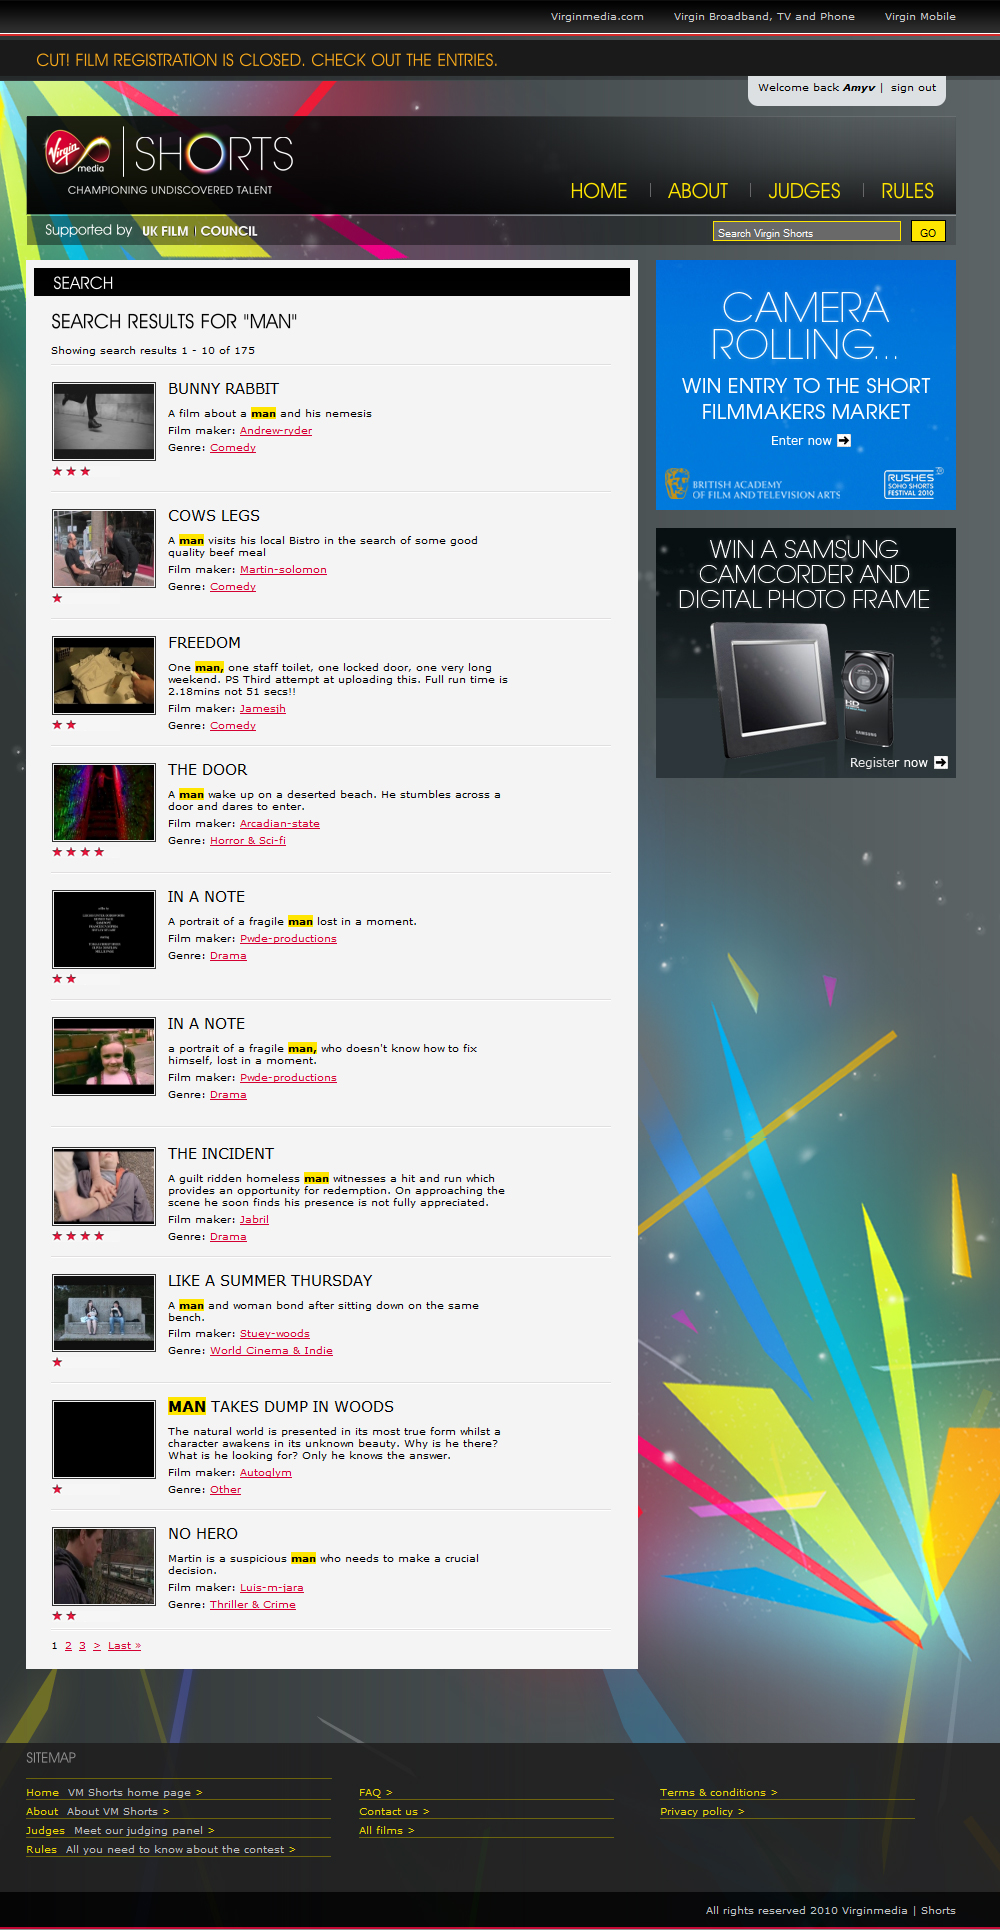 Virginmedia.com Virgin Broadband, TV and Phone Virgin Mobile
CUT! FILM REGISTRATION IS CLOSED. CHECK OUT THE ENTRIES.
Welcome back Amyv | sign out
Virgin media SHORTS
CHAMPIONING UNDISCOVERED TALENT
HOME | ABOUT | JUDGES | RULES
Supported by UK FILM | COUNCIL
Search Virgin Shorts GO
SEARCH
SEARCH RESULTS FOR "MAN"
Showing search results 1 - 10 of 175
BUNNY RABBIT
A film about a man and his nemesis
Film maker: Andrew-ryder
Genre: Comedy
COWS LEGS
A man visits his local Bistro in the search of some good
quality beef meal
Film maker: Martin-solomon
Genre: Comedy
FREEDOM
One man, one staff toilet, one locked door, one very long
weekend. PS Third attempt at uploading this. Full run time is
2.18mins not 51 secs!!
Film maker: Jamesjh
Genre: Comedy
THE DOOR
A man wake up on a deserted beach. He stumbles across a
door and dares to enter.
Film maker: Arcadian-state
Genre: Horror & Sci-fi
IN A NOTE
A portrait of a fragile man lost in a moment.
Film maker: Pwde-productions
Genre: Drama
IN A NOTE
a portrait of a fragile man, who doesn't know how to fix
himself, lost in a moment.
Film maker: Pwde-productions
Genre: Drama
THE INCIDENT
A guilt ridden homeless man witnesses a hit and run which
provides an opportunity for redemption. On approaching the
scene he soon finds his presence is not fully appreciated.
Film maker: Jabril
Genre: Drama
LIKE A SUMMER THURSDAY
A man and woman bond after sitting down on the same
bench.
Film maker: Stuey-woods
Genre: World Cinema & Indie
MAN TAKES DUMP IN WOODS
The natural world is presented in its most true form whilst a
character awakens in its unknown beauty. Why is he there?
What is he looking for? Only he knows the answer.
Film maker: Autoglym
Genre: Other
NO HERO
Martin is a suspicious man who needs to make a crucial
decision.
Film maker: Luis-m-jara
Genre: Thriller & Crime
1 2 3 > Last »
CAMERA
ROLLING...
WIN ENTRY TO THE SHORT
FILMMAKERS MARKET
Enter now
BRITISH ACADEMY
OF FILM AND TELEVISION ARTS
RUSHES
SOHO SHORTS
FESTIVAL 2010
WIN A SAMSUNG
CAMCORDER AND
DIGITAL PHOTO FRAME
HD
SAMSUNG
Register now
SITEMAP
Home VM Shorts home page >
About About VM Shorts >
Judges Meet our judging panel >
Rules All you need to know about the contest >
FAQ >
Contact us >
All films >
Terms & conditions >
Privacy policy >
All rights reserved 2010 Virginmedia | Shorts